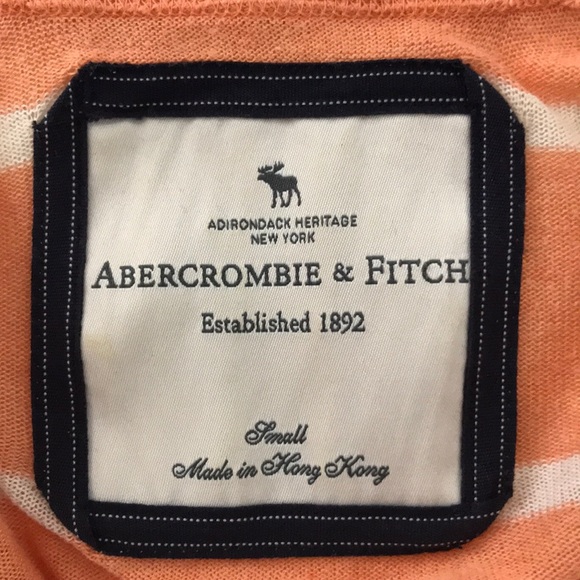 ADIRONDACK HERITAGE
NEW YORK
ABERCROMBIE & FITCH
Established 1892
Small
Made in Hong Kong